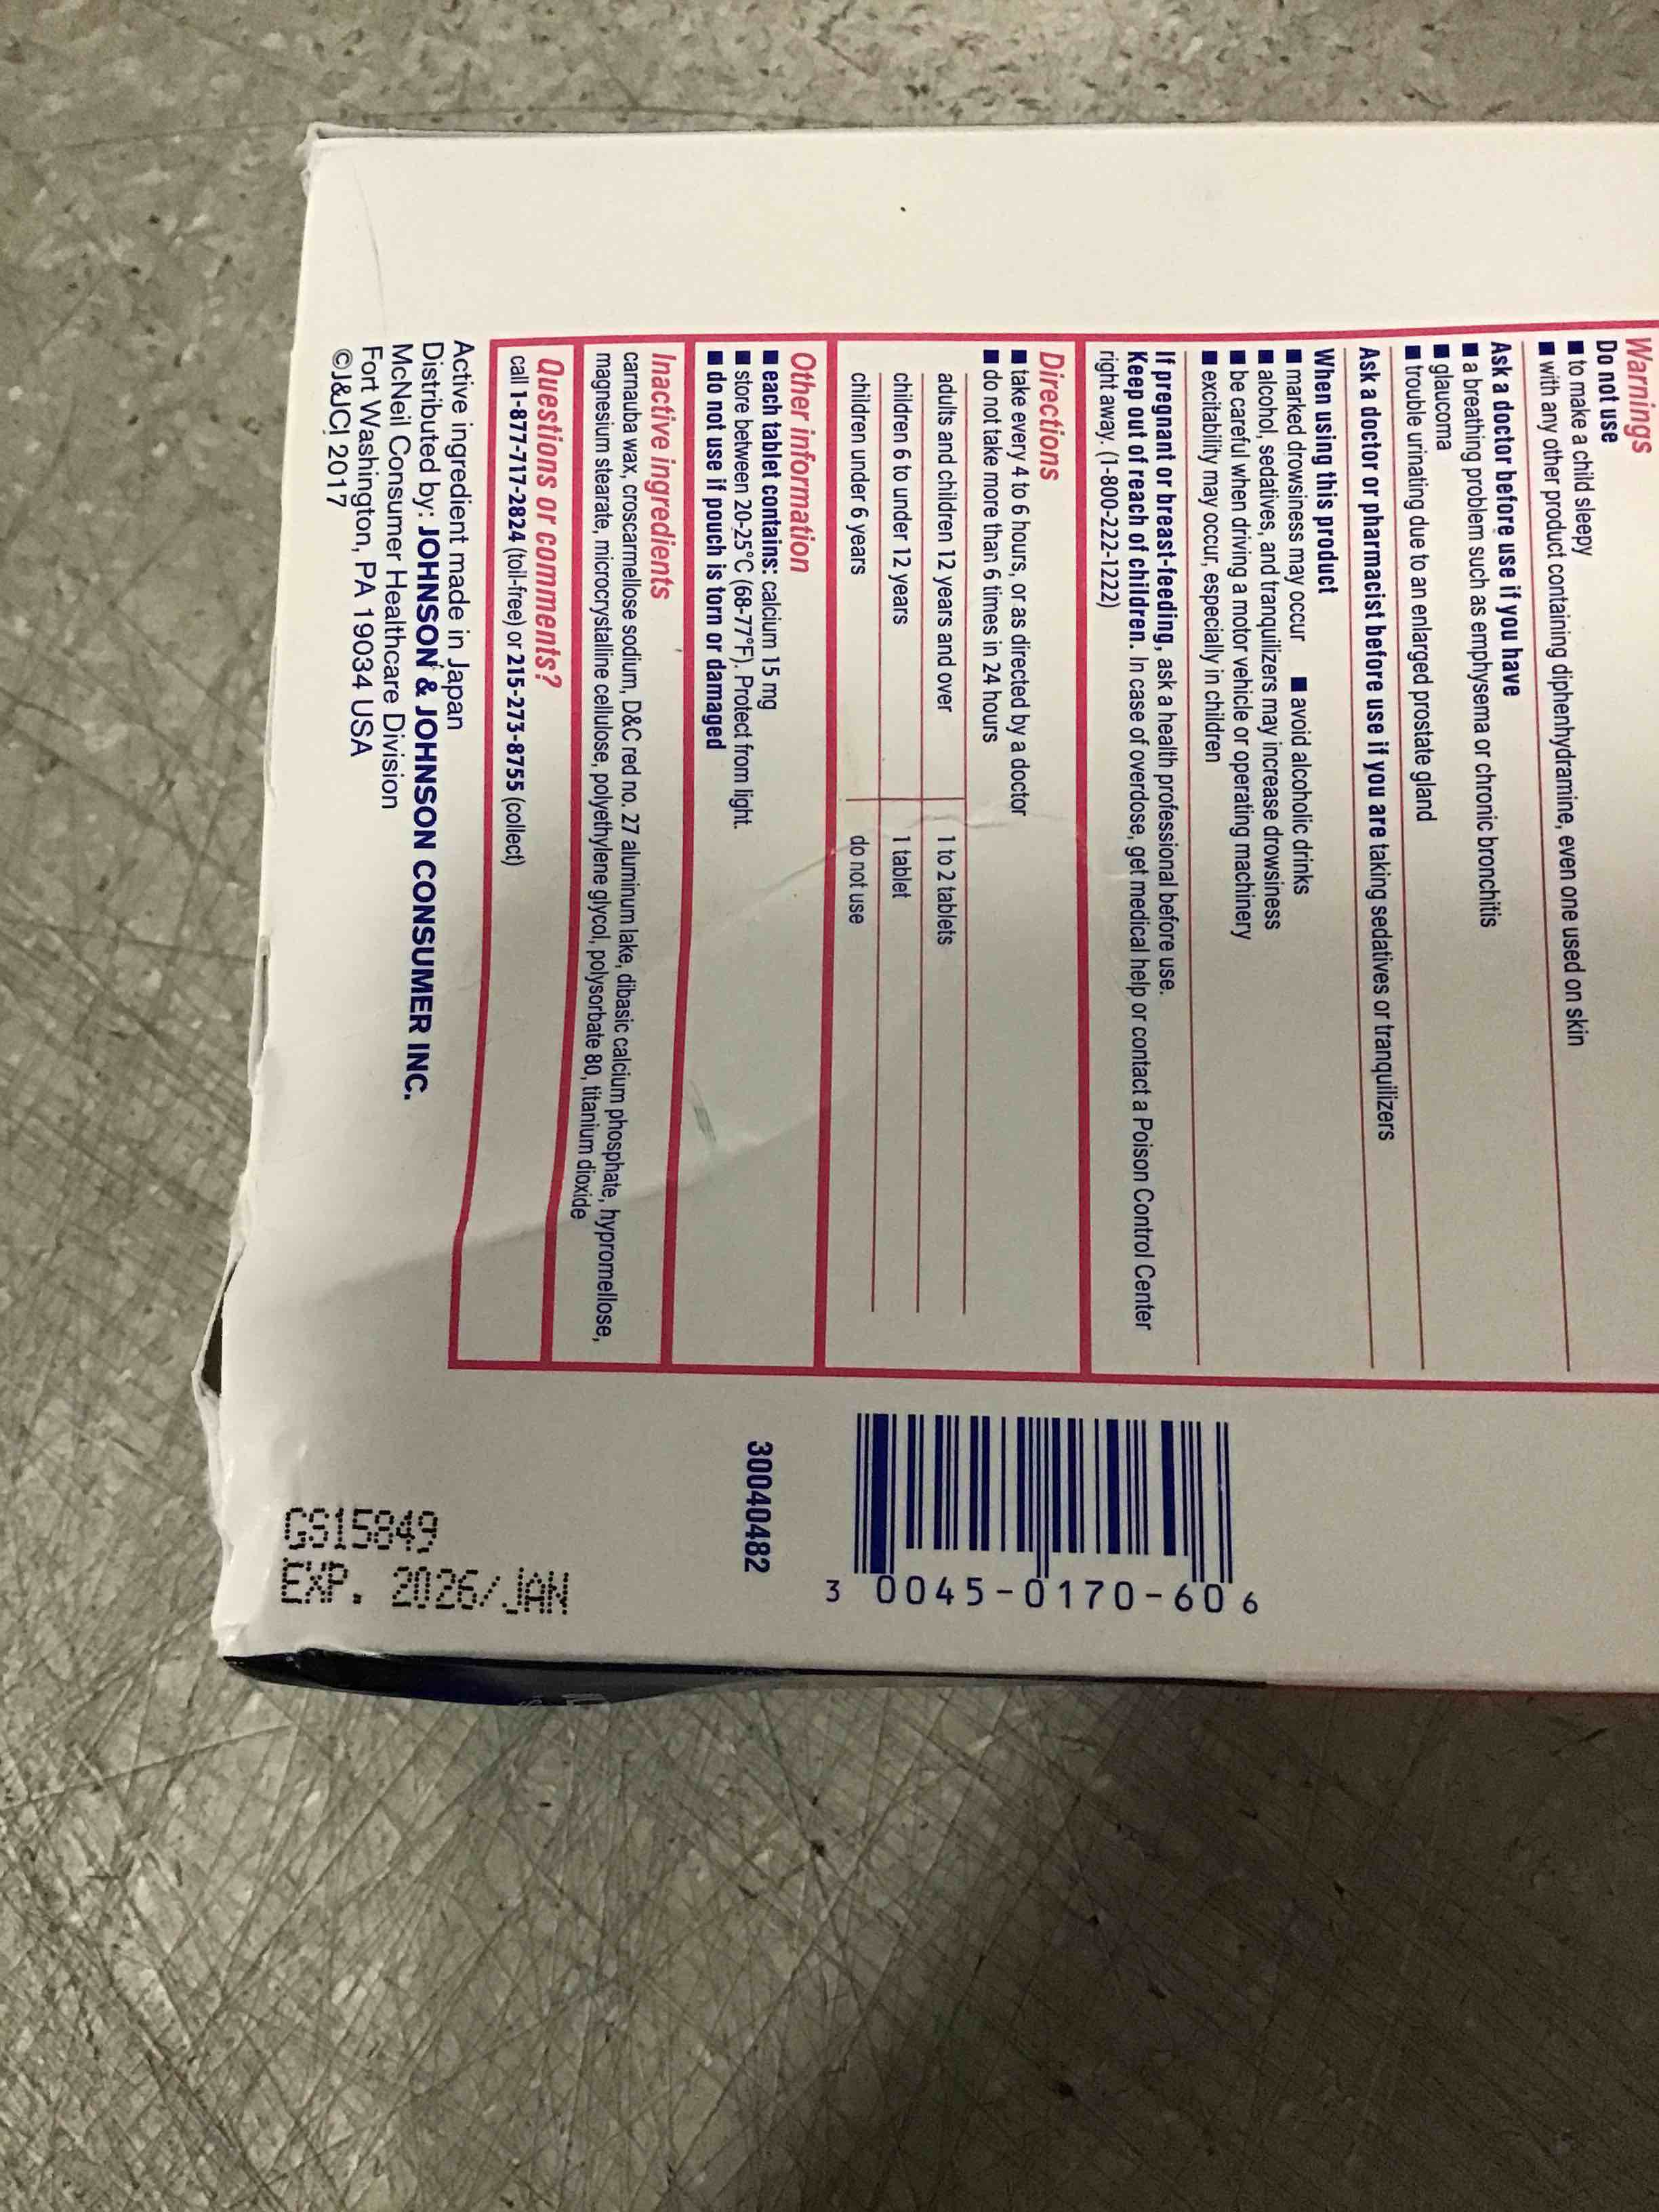 Warnings
Do not use
■ to make a child sleepy
■ with any other product containing diphenhydramine, even one used on skin
Ask a doctor before use if you have
■ a breathing problem such as emphysema or chronic bronchitis
■ glaucoma
■ trouble urinating due to an enlarged prostate gland
Ask a doctor or pharmacist before use if you are taking sedatives or tranquilizers
When using this product
■ marked drowsiness may occur ■ avoid alcoholic drinks
■ alcohol, sedatives, and tranquilizers may increase drowsiness
■ be careful when driving a motor vehicle or operating machinery
■ excitability may occur, especially in children
If pregnant or breast-feeding, ask a health professional before use.
Keep out of reach of children. In case of overdose, get medical help or contact a Poison Control Center
right away. (1-800-222-1222)
Directions
■ take every 4 to 6 hours, or as directed by a doctor
■ do not take more than 6 times in 24 hours
adults and children 12 years and over 1 to 2 tablets
children 6 to under 12 years 1 tablet
children under 6 years do not use
Other information
■ each tablet contains: calcium 15 mg
■ store between 20-25°C (68-77°F). Protect from light.
■ do not use if pouch is torn or damaged
Inactive ingredients
carnauba wax, croscarmellose sodium, D&C red no. 27 aluminum lake, dibasic calcium phosphate, hypromellose,
magnesium stearate, microcrystalline cellulose, polyethylene glycol, polysorbate 80, titanium dioxide
Questions or comments?
call 1-877-717-2824 (toll-free) or 215-273-8755 (collect)
Active ingredient made in Japan
Distributed by: JOHNSON & JOHNSON CONSUMER INC.
McNeil Consumer Healthcare Division
Fort Washington, PA 19034 USA
©J&JCI 2017
3 0045-0170-60 6
30040482
GS15849
EXP. 2026/JAN